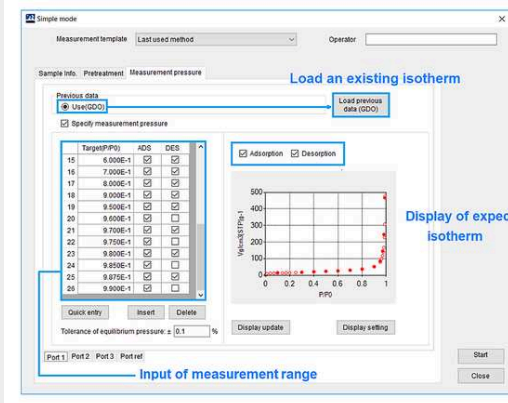 Simple mode
Measurement template Last used method Operator
Sample Info. Pretreatment Measurement pressure
Load an existing isotherm
Previous data
Use(GDO)
Load previous
data (GDO)
Specify measurement pressure
Target(P/P0) ADS DES
15 6.000E-1
16 7.000E-1
17 8.000E-1
18 9.000E-1
19 9.500E-1
20 9.600E-1
21 9.700E-1
22 9.750E-1
23 9.800E-1
24 9.850E-1
25 9.875E-1
26 9.900E-1
Adsorption Desorption
500
400
300
200
100
0
0 0.2 0.4 0.6 0.8 1
P/P0
Display of expec
isotherm
Quick entry Insert Delete
Tolerance of equilibrium pressure: ± 0.1 %
Display update Display setting
Port 1 Port 2 Port 3 Port ref
Input of measurement range
Start
Close